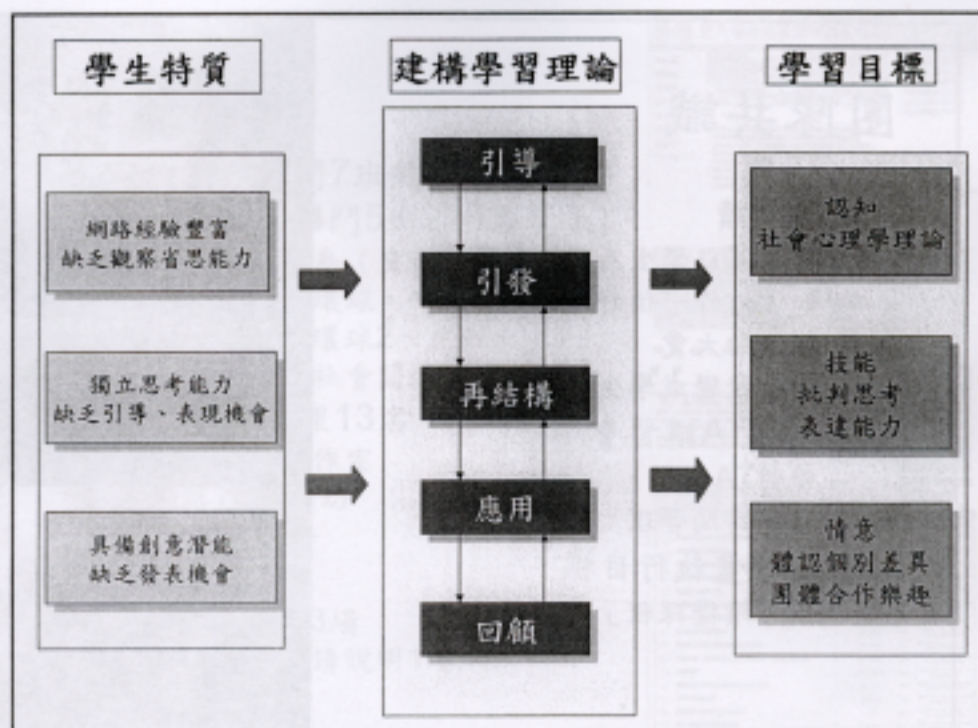 學生特質
網路經驗豐富
缺乏觀察省思能力
獨立思考能力
缺乏引導、表現機會
具備創意潛能
缺乏發表機會
建構學習理論
引導
引發
再結構
應用
回顧
學習目標
認知
社會心理學理論
技能
批判思考
表達能力
情意
體認個別差異
團體合作樂趣